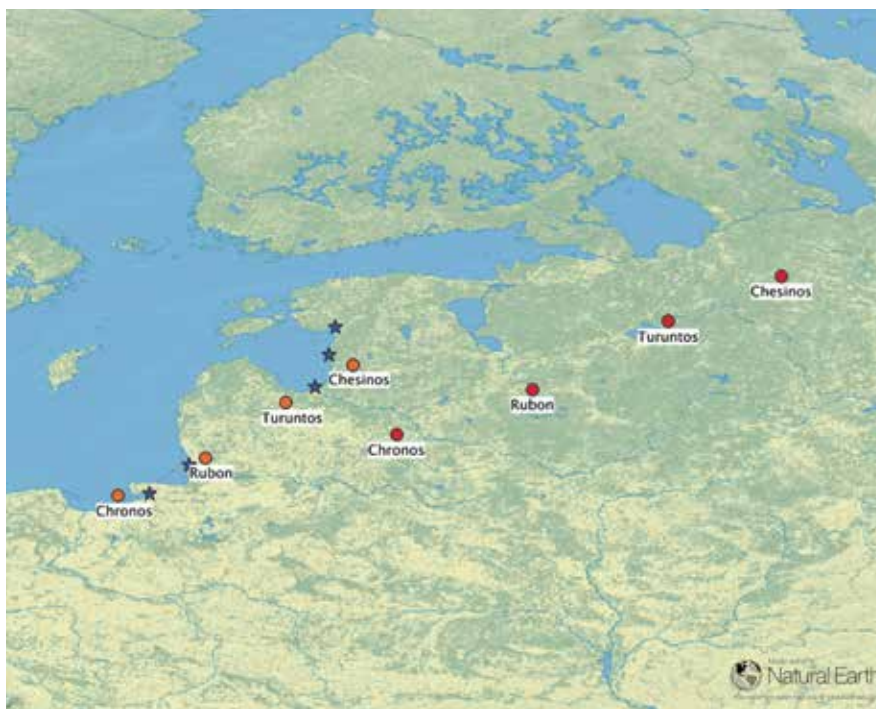 Chesinos
Turuntos
Chesinos
Rubon
Turuntos
Chronos
Rubon
Chronos
Natural Earth